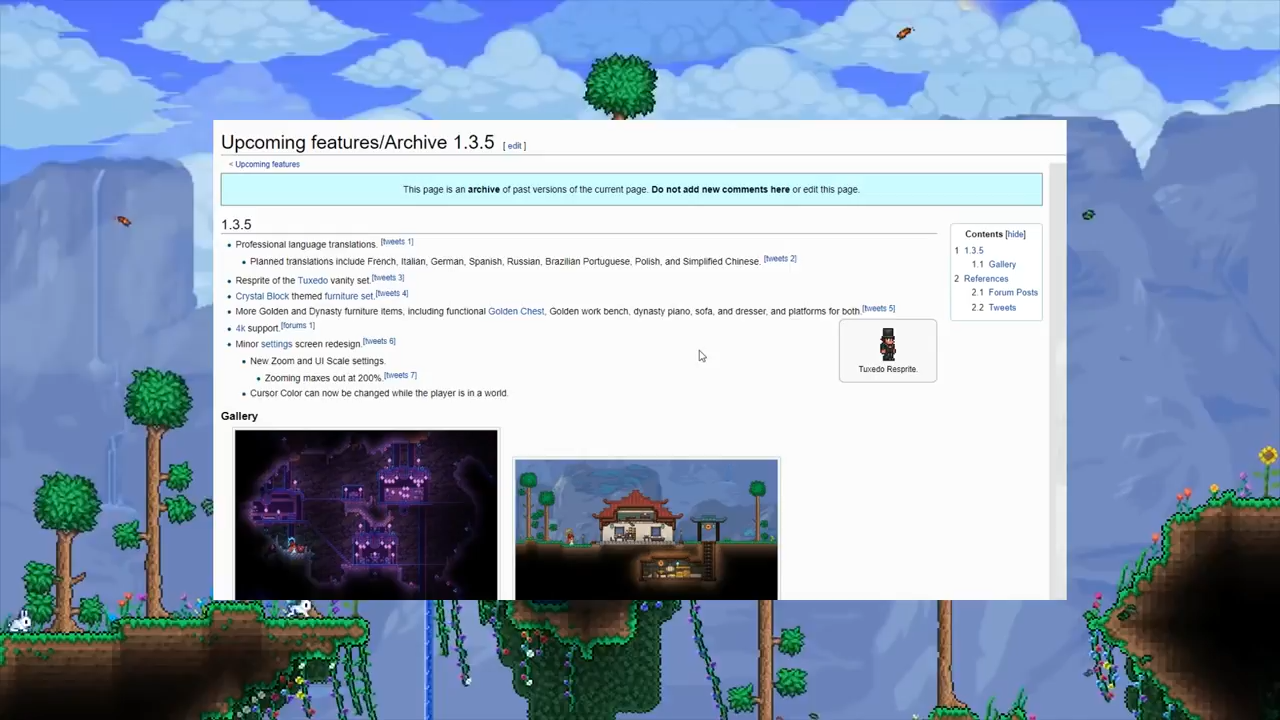 Upcoming features/Archive 1.3.5 [ edit ]
< Upcoming features
This page is an archive of past versions of the current page. Do not add new comments here or edit this page.
1.3.5
Professional language translations. [tweets 1]
Planned translations include French, Italian, German, Spanish, Russian, Brazilian Portuguese, Polish, and Simplified Chinese. [tweets 2]
Resprite of the Tuxedo vanity set.[tweets 3]
Crystal Block themed furniture set.[tweets 4]
More Golden and Dynasty furniture items, including functional Golden Chest, Golden work bench, dynasty piano, sofa, and dresser, and platforms for both.[tweets 5]
4k support.[forums 1]
Minor settings screen redesign.[tweets 6]
New Zoom and UI Scale settings.
Zooming maxes out at 200%.[tweets 7]
Cursor Color can now be changed while the player is in a world.
Tuxedo Resprite.
Contents [hide]
1 1.3.5
1.1 Gallery
2 References
2.1 Forum Posts
2.2 Tweets
Gallery